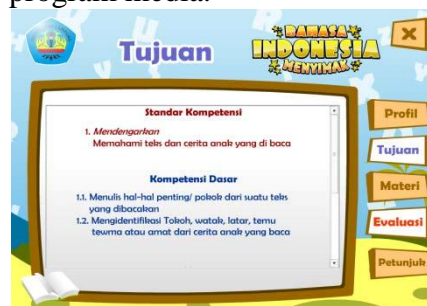 program media.
Tujuan
BAHASA
INDONESIA
MENYIMAK
X
Standar Kompetensi
1. Mendengarkan
Memahami teks dan cerita anak yang di baca
Kompetensi Dasar
1.1. Menulis hal-hal penting/ pokok dari suatu teks
yang dibacakan
1.2. Mengidentifikasi Tokoh, watak, latar, temu
tewma atau amat dari cerita anak yang baca
Profil
Tujuan
Materi
Evaluasi
Petunjuk